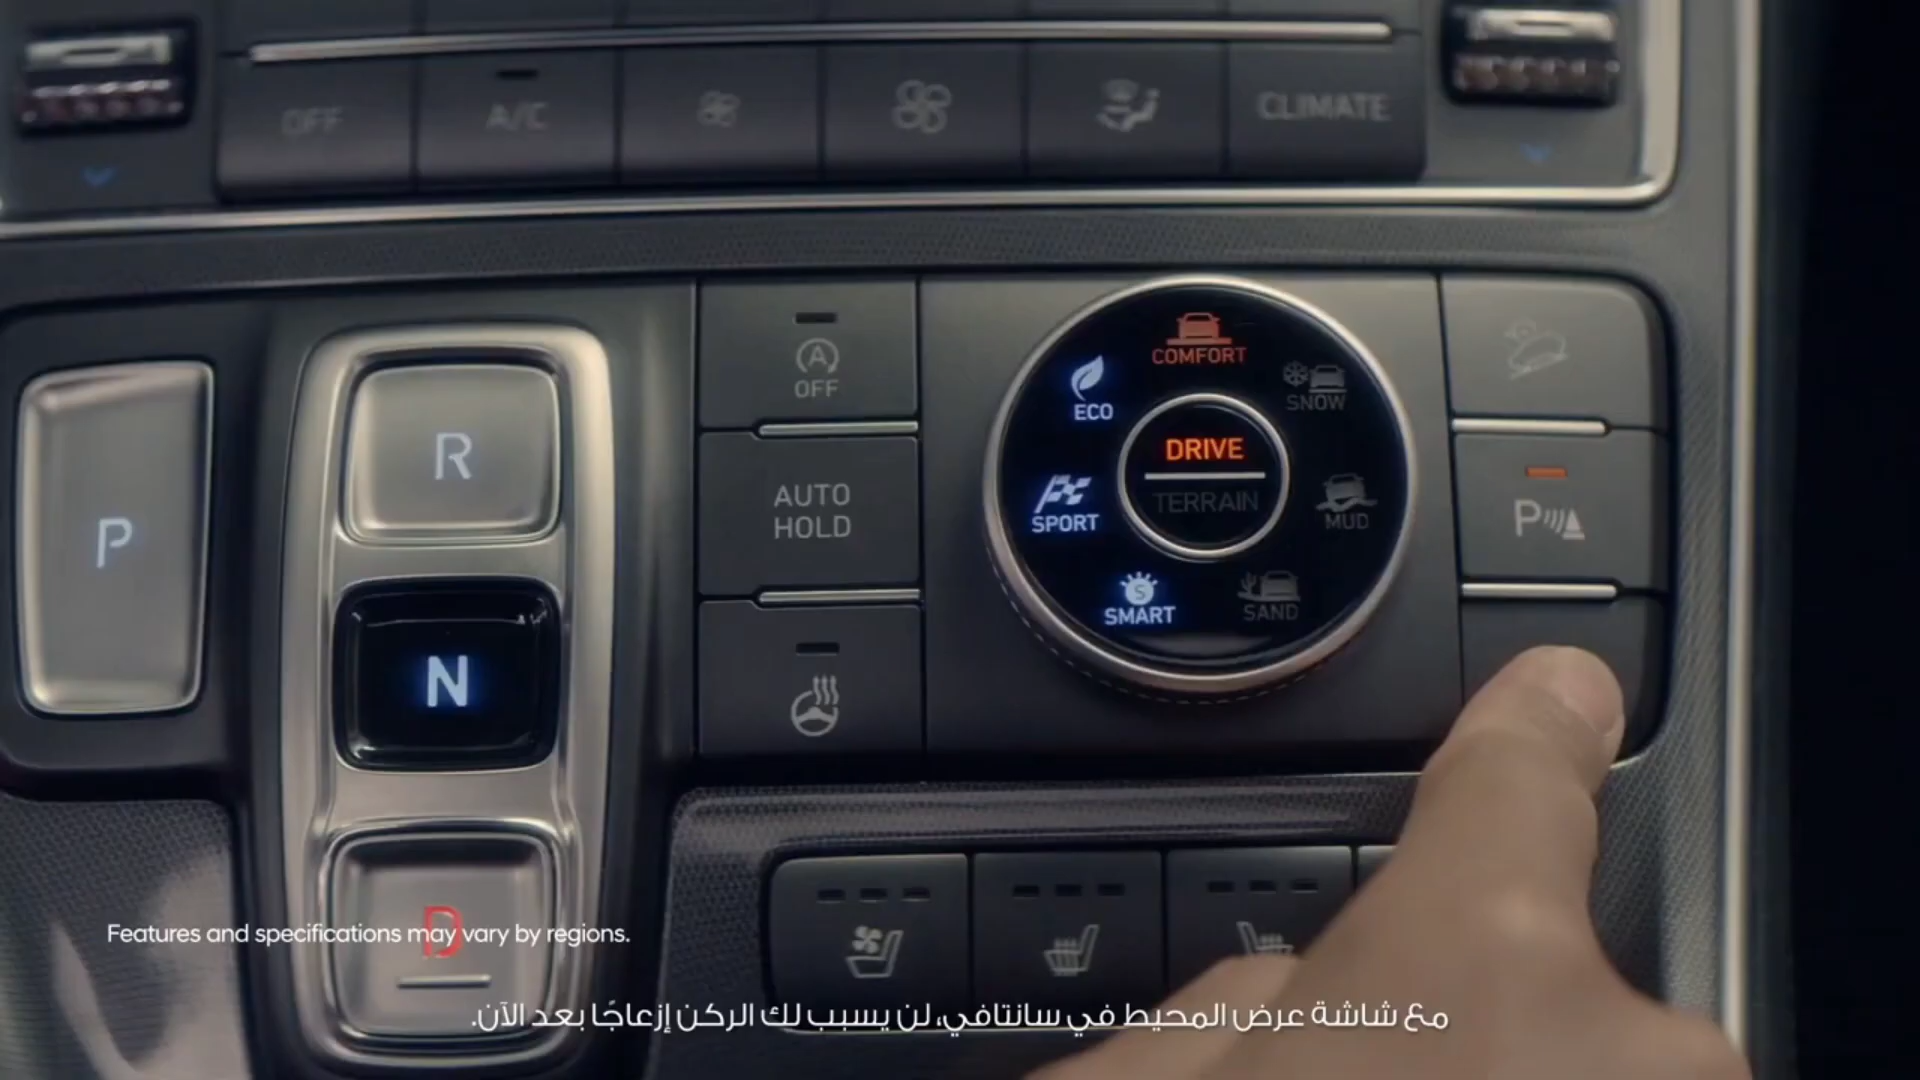 OFF
A/C
CLIMATE
P
R
N
D
A
OFF
AUTO
HOLD
COMFORT
ECO
SNOW
DRIVE
TERRAIN
SPORT
MUD
S
SMART
SAND
P
Features and specifications may vary by regions.
مع شاشة عرض المحيط في سانتافي، لن يسبب لك الركن إزعاجًا بعد الآن.